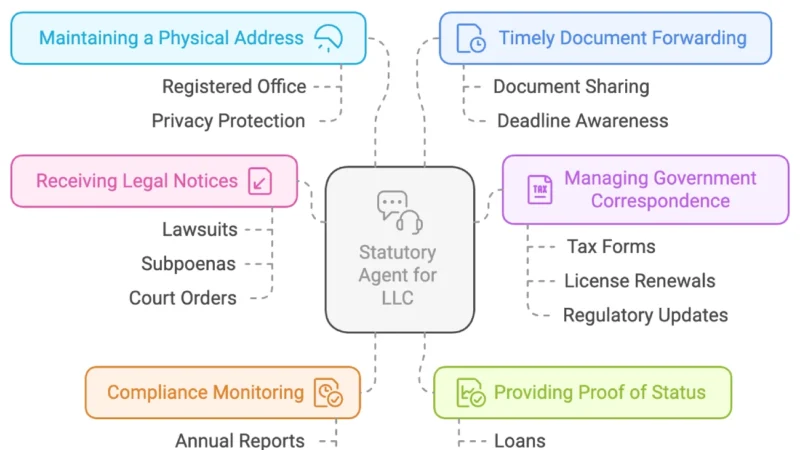 Maintaining a Physical Address
Registered Office
Privacy Protection
Timely Document Forwarding
Document Sharing
Deadline Awareness
Receiving Legal Notices
Lawsuits
Subpoenas
Court Orders
Statutory
Agent for
LLC
TAX
Managing Government
Correspondence
Tax Forms
License Renewals
Regulatory Updates
Compliance Monitoring
Annual Reports
Providing Proof of Status
Loans